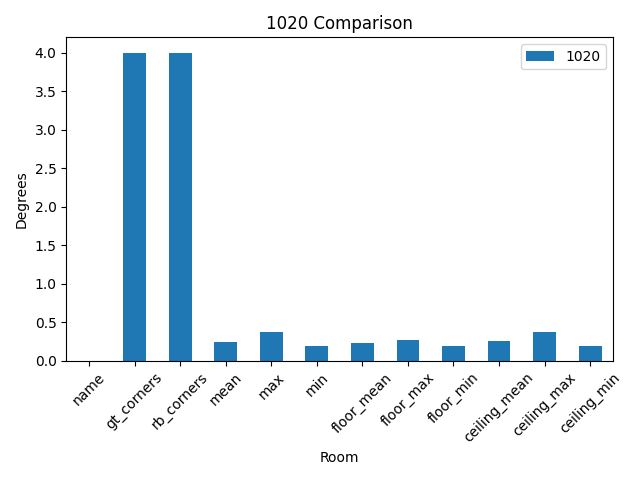 1020 Comparison
1020
Degrees
4.0
3.5
3.0
2.5
2.0
1.5
1.0
0.5
0.0
name
gt_corners
rb_corners
mean
max
min
floor_mean
floor_max
floor_min
ceiling_mean
ceiling_max
ceiling_min
Room